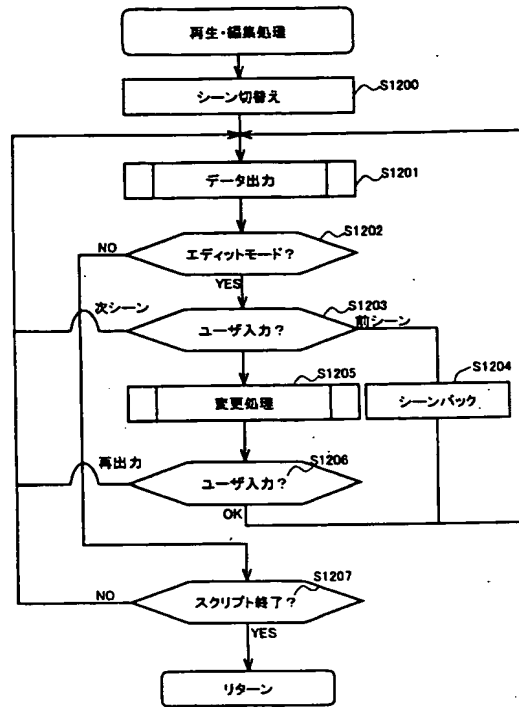 再生・編集処理
シーン切替え
S1200
データ出力
S1201
NO
エディットモード?
S1202
YES
次シーン
ユーザ入力?
S1203
前シーン
変更処理
S1205
シーンバック
S1204
再出力
ユーザ入力?
S1206
OK
NO
スクリプト終了?
S1207
YES
リターン